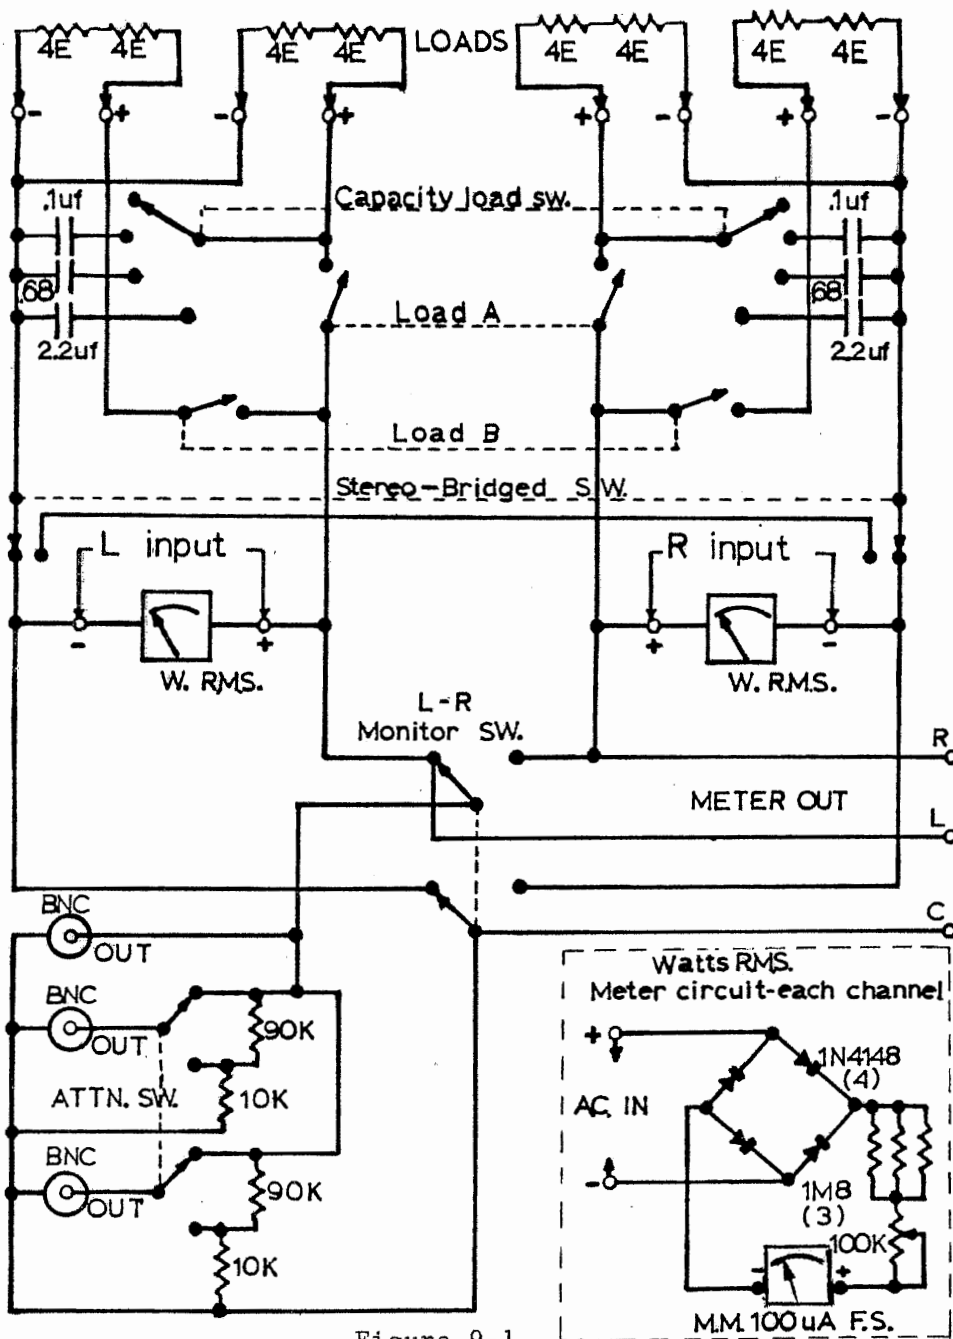 4E 4E 4E 4E LOADS 4E 4E 4E 4E
- + - + + - + -
Capacity load sw.
.1uf .1uf
.68 .68
2.2uf 2.2uf
Load A
Load B
Stereo-Bridged S.W.
L input R input
- + + -
W. R.M.S. W. R.M.S.
L-R
Monitor SW.
R
METER OUT
L
C
BNC
OUT
BNC
OUT
90K
ATTN. SW.
10K
BNC
OUT
90K
10K
Watts RMS.
Meter circuit-each channel
+
1N4148
(4)
AC. IN
-
1M8
(3)
100K
- +
M.M. 100uA F.S.
Figure 9.1